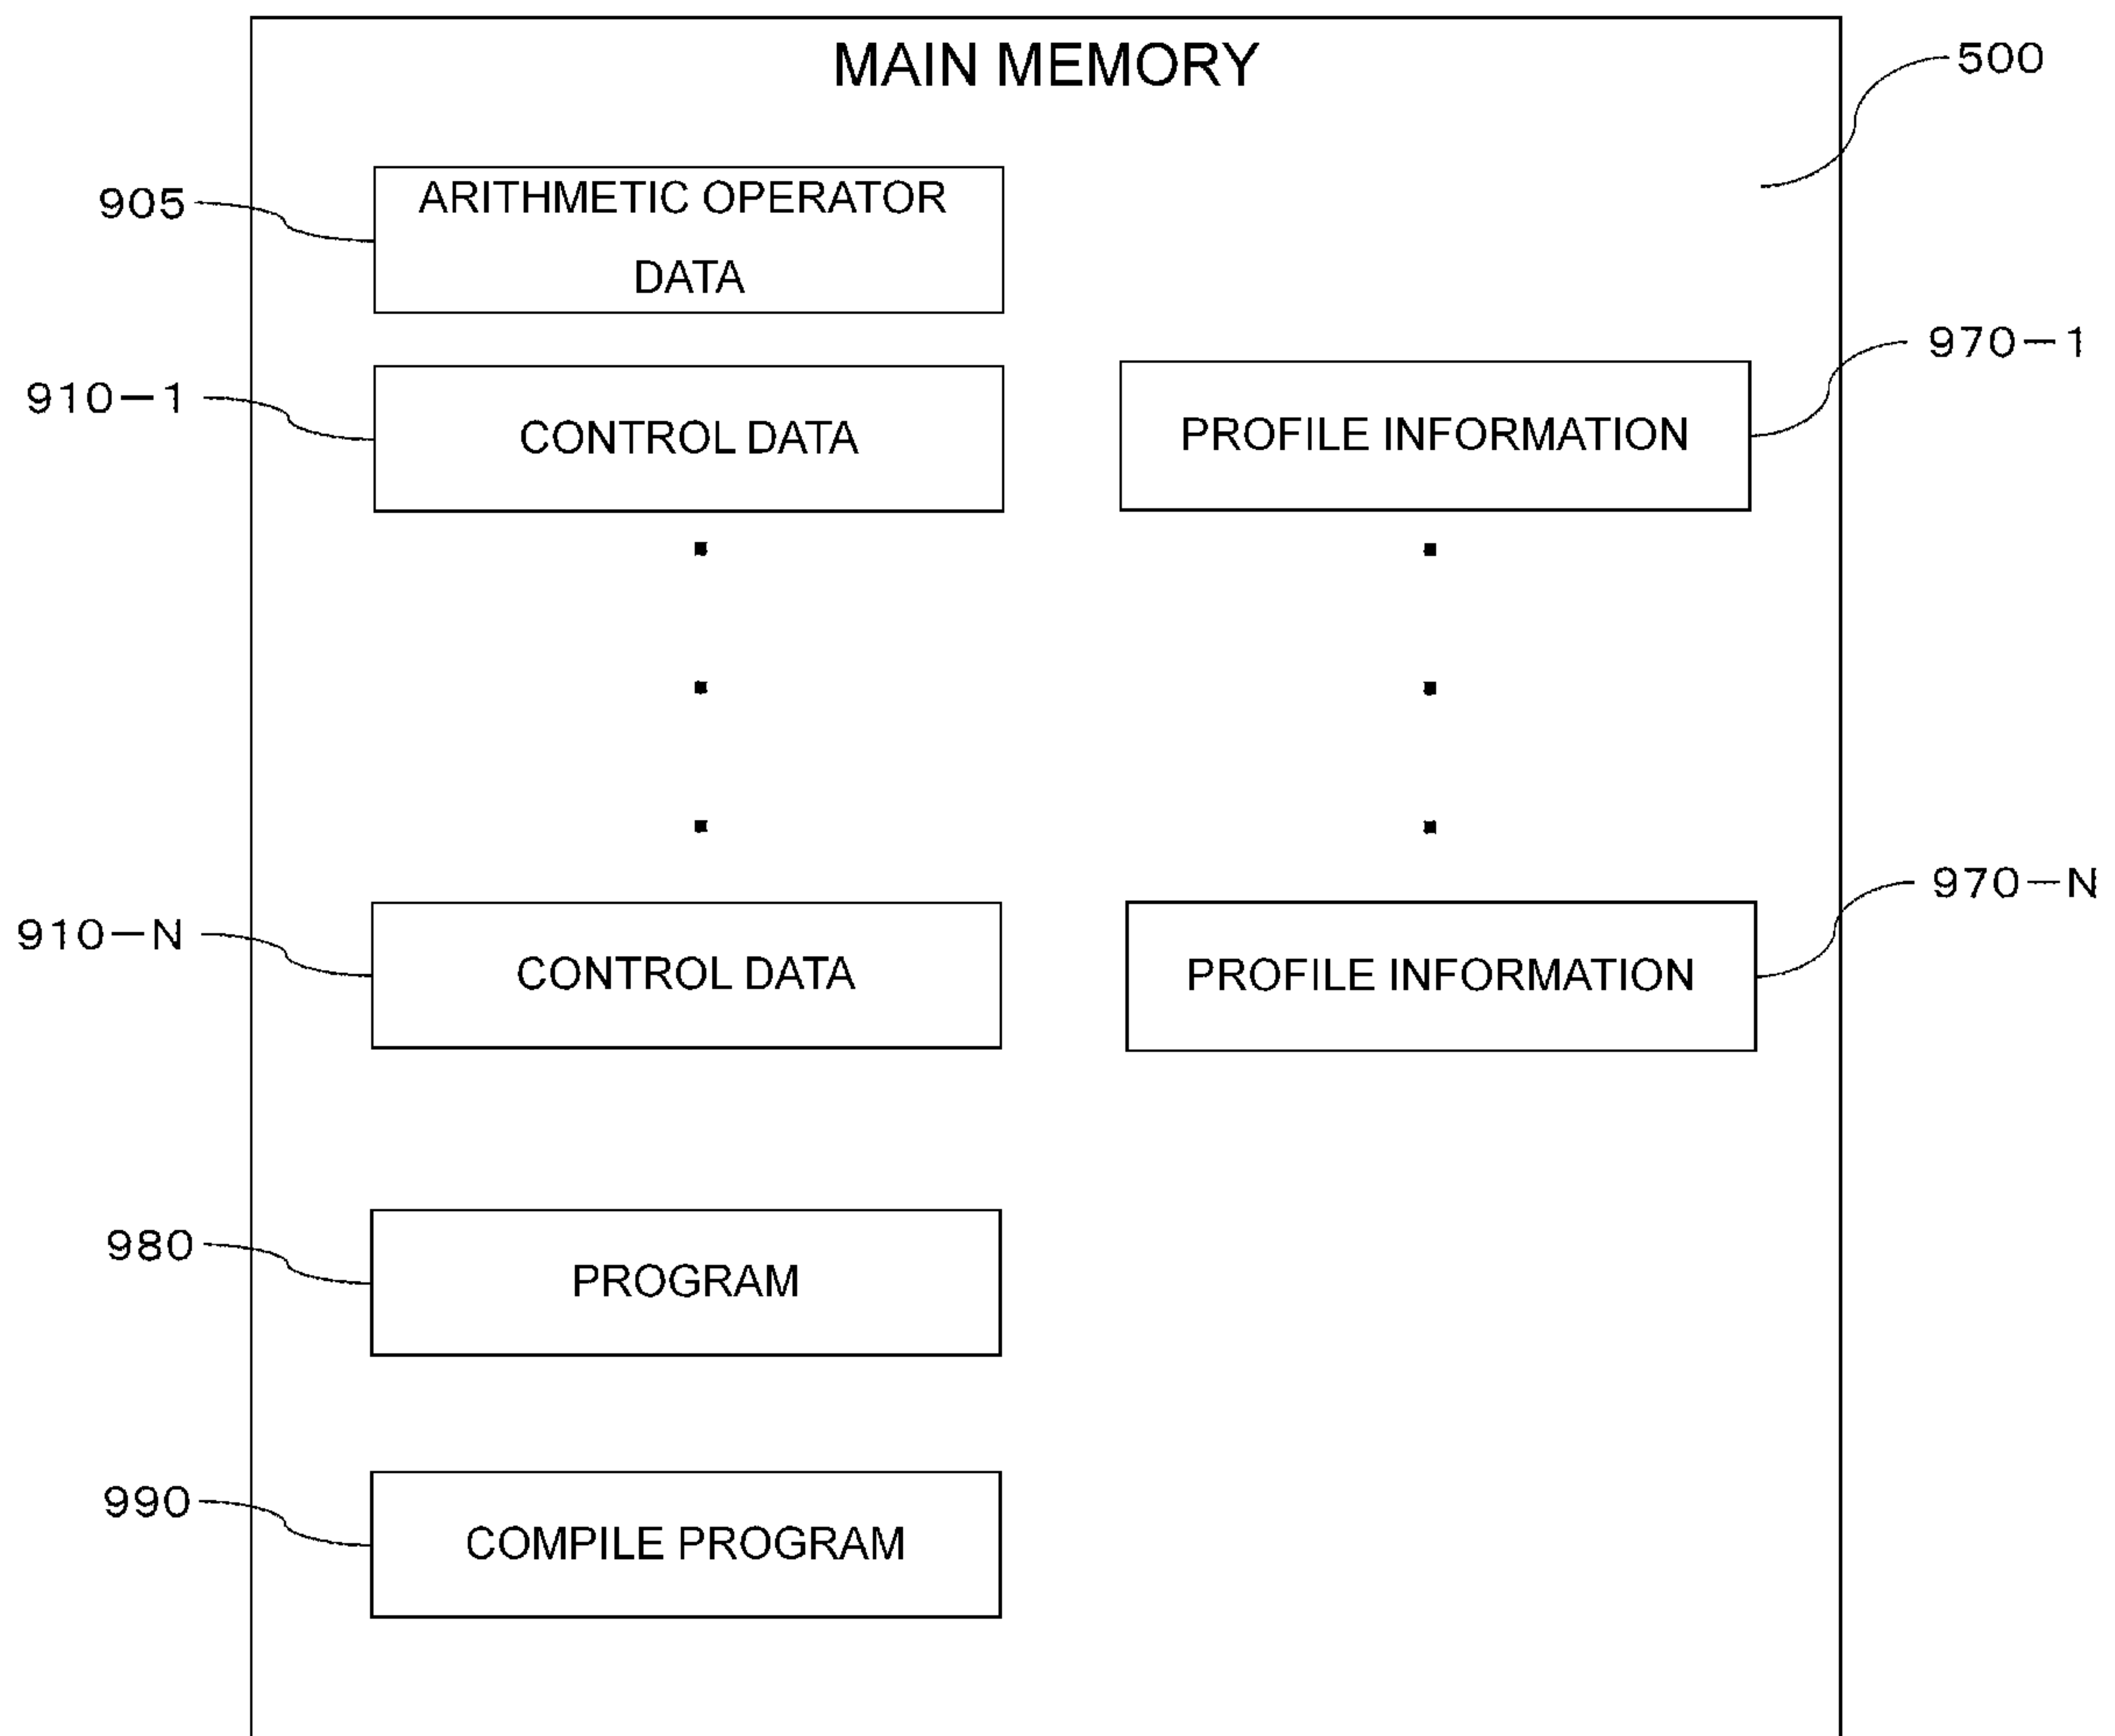 MAIN MEMORY
500
905
ARITHMETIC OPERATOR
DATA
970-1
910-1
CONTROL DATA
PROFILE INFORMATION
970-N
910-N
CONTROL DATA
PROFILE INFORMATION
980
PROGRAM
990
COMPILE PROGRAM